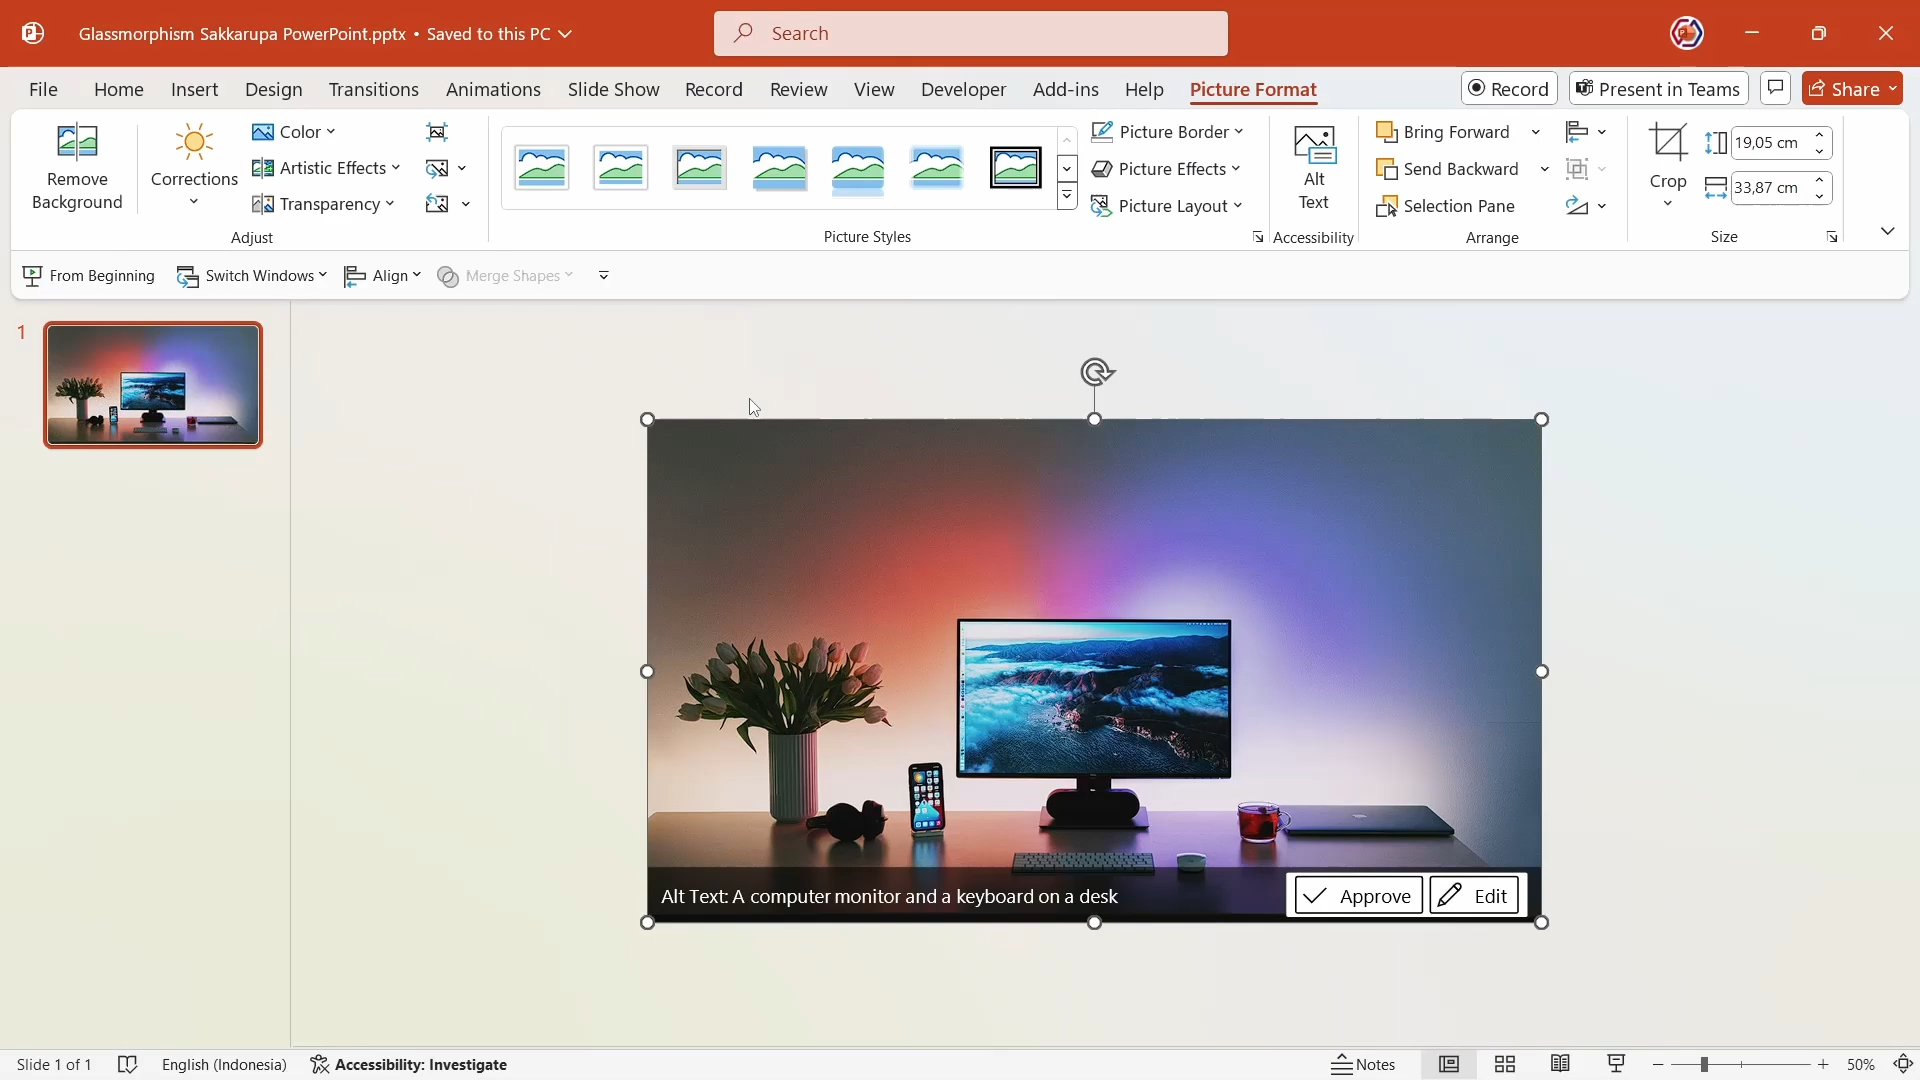 Glassmorphism Sakkarupa PowerPoint.pptx • Saved to this PC
Search
File Home Insert Design Transitions Animations Slide Show Record Review View Developer Add-ins Help Picture Format
Record Present in Teams Share
Remove Background
Corrections
Color
Artistic Effects
Transparency
Adjust
Picture Styles
Picture Border
Picture Effects
Picture Layout
Alt Text
Accessibility
Bring Forward
Send Backward
Selection Pane
Arrange
Crop
19,05 cm
33,87 cm
Size
From Beginning Switch Windows Align Merge Shapes
1
Alt Text: A computer monitor and a keyboard on a desk
Approve Edit
Slide 1 of 1 English (Indonesia) Accessibility: Investigate Notes 50%